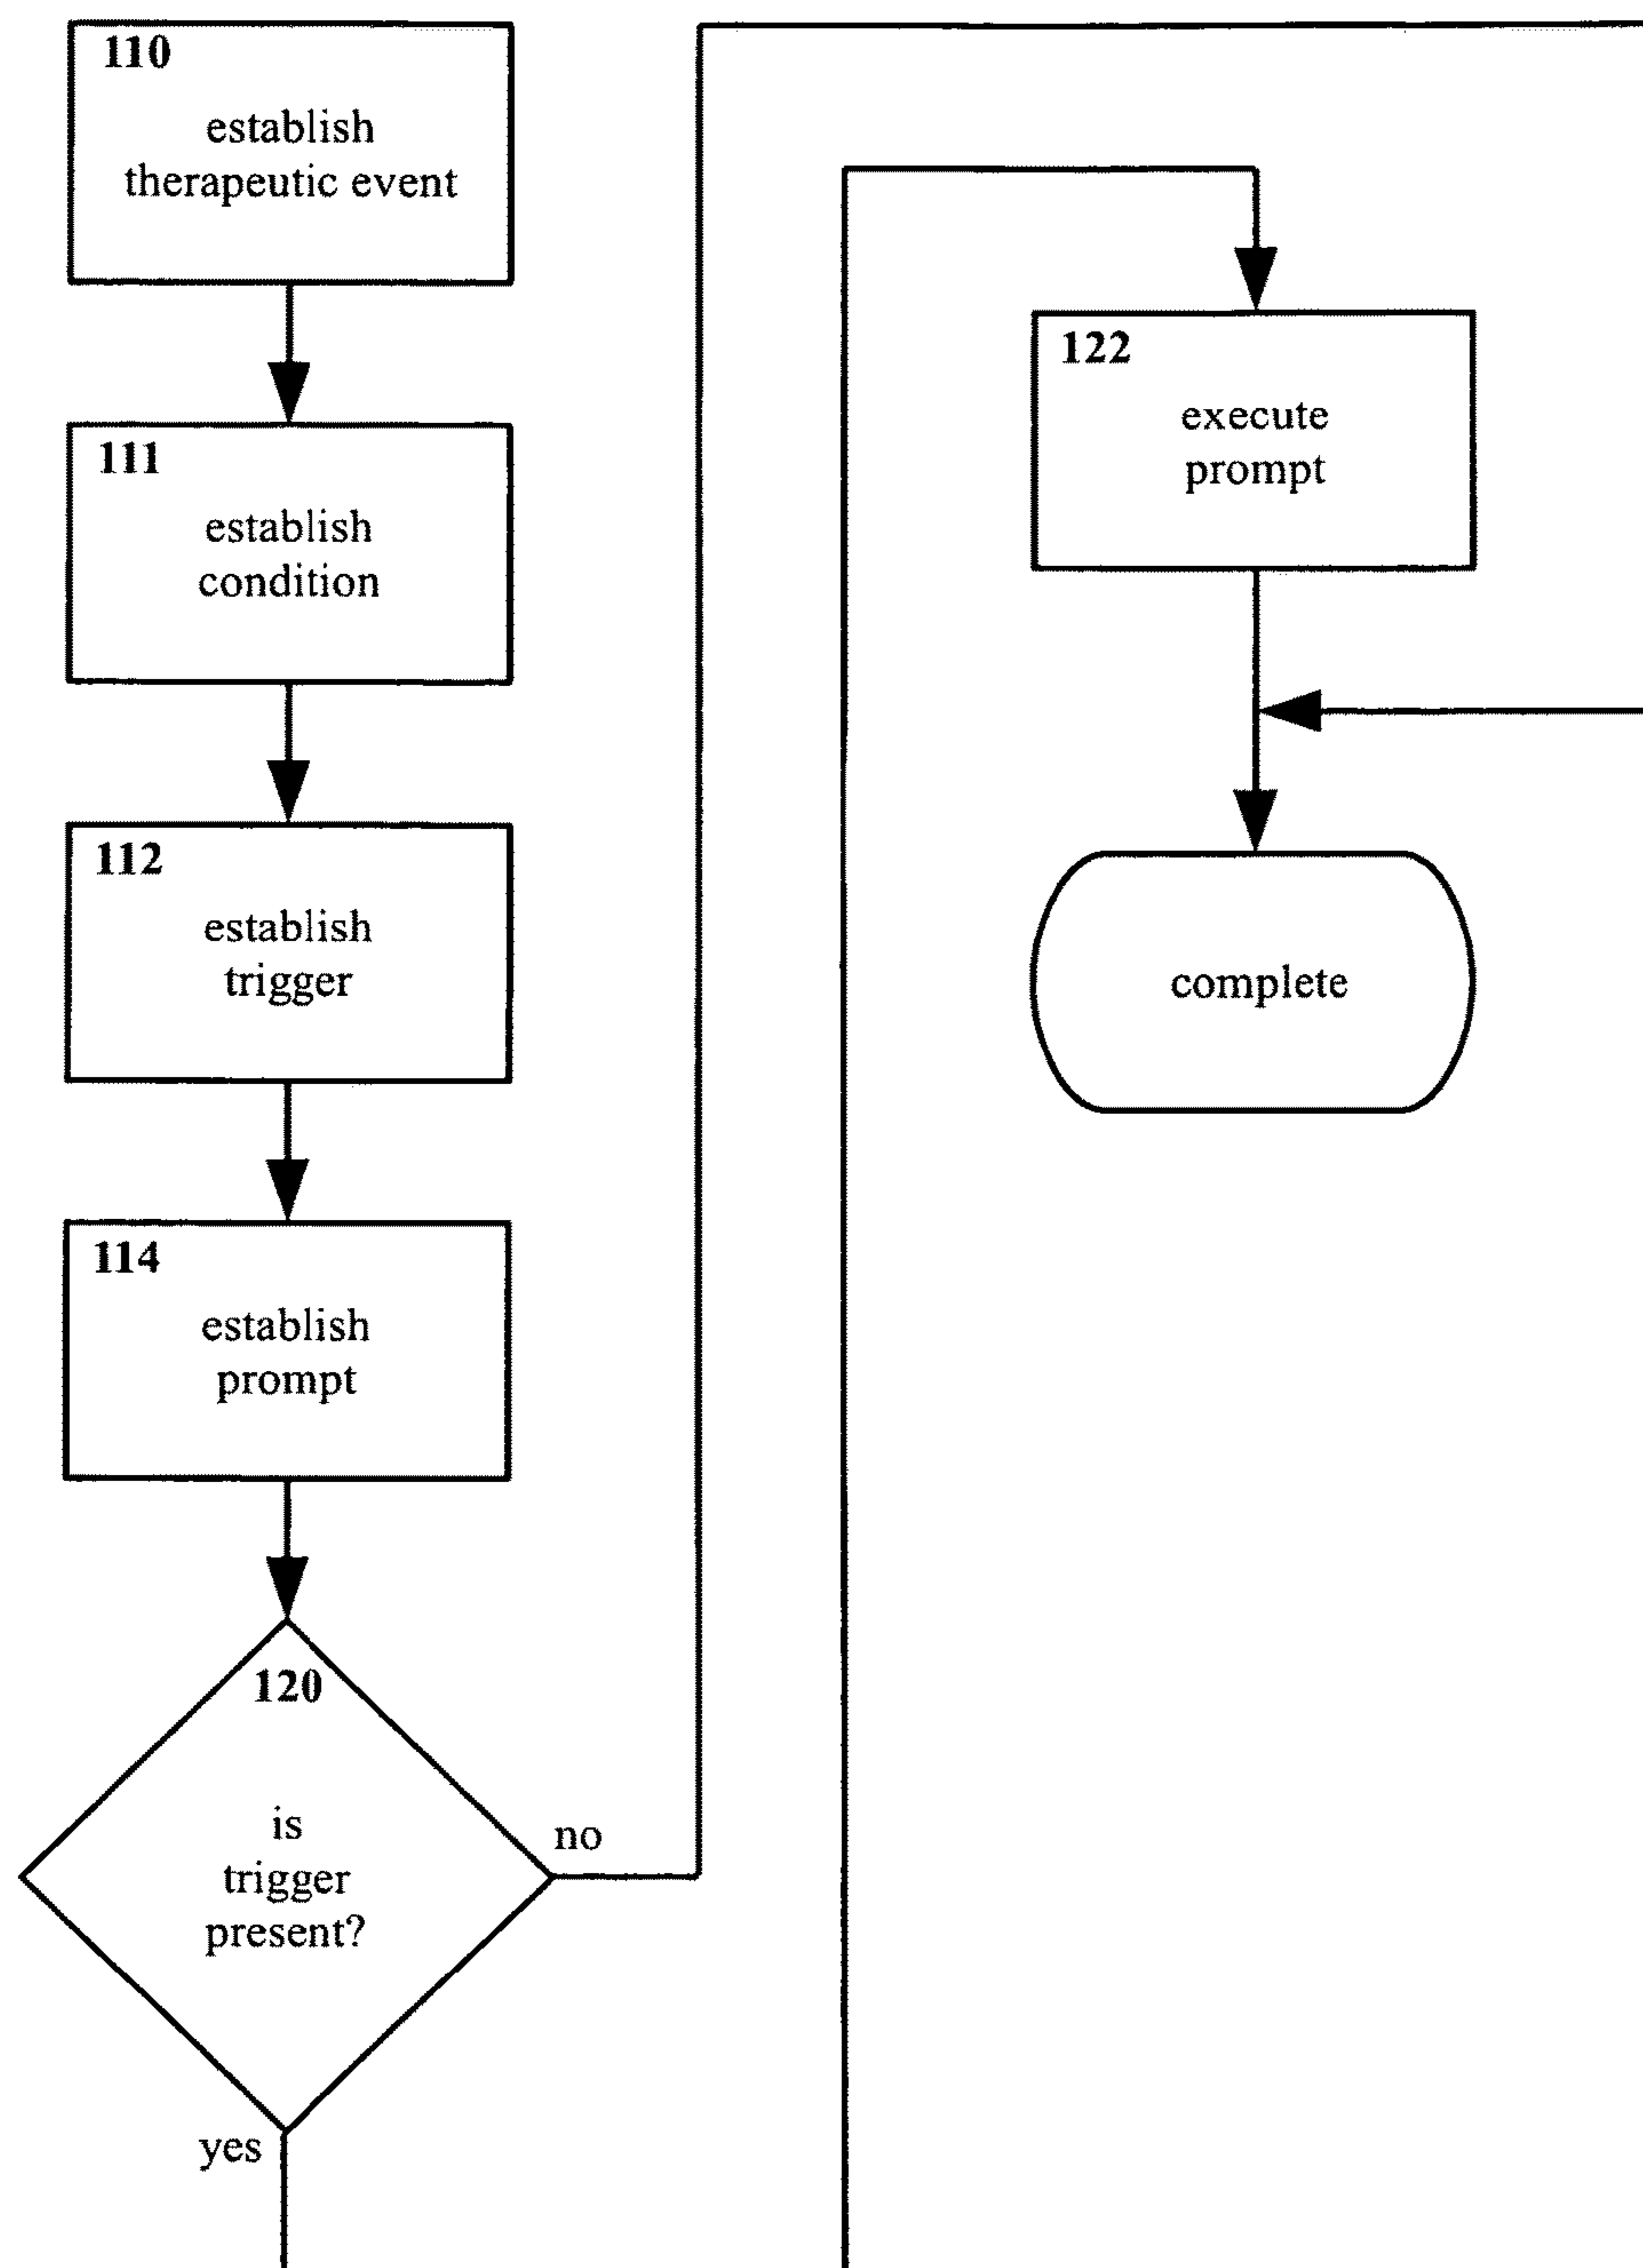 110
establish
therapeutic event
111
establish
condition
112
establish
trigger
114
establish
prompt
120
is
trigger
present?
no
yes
122
execute
prompt
complete